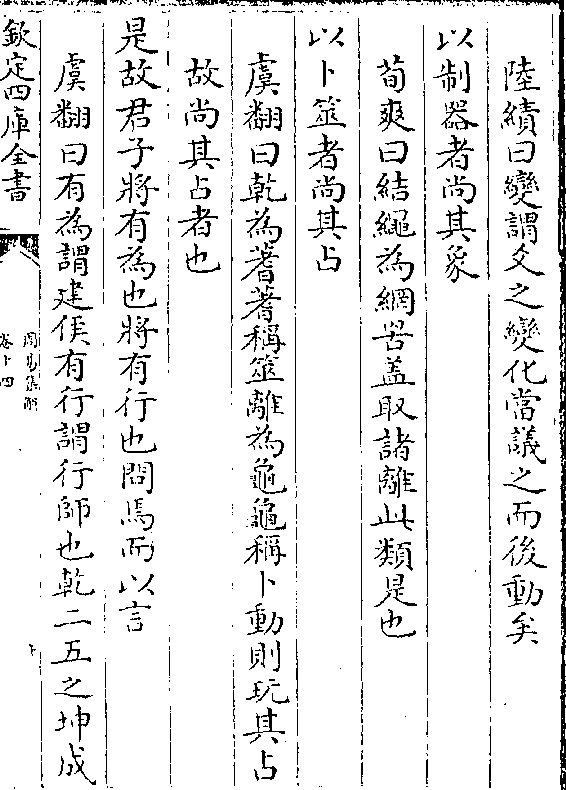 陸績曰變謂爻之變化當議之而後動矣
以制器者尚其象
荀爽曰結繩為網罟蓋取諸離此類是也
以卜筮者尚其占
虞翻曰乾為蓍蓍稱筮離為龜龜稱卜動則玩其占
故尚其占者也
是故君子將有為也將有行也問焉而以言
虞翻曰有為謂建侯有行謂行師也乾二五之坤成
欽定四庫全書
周易集解
卷十四